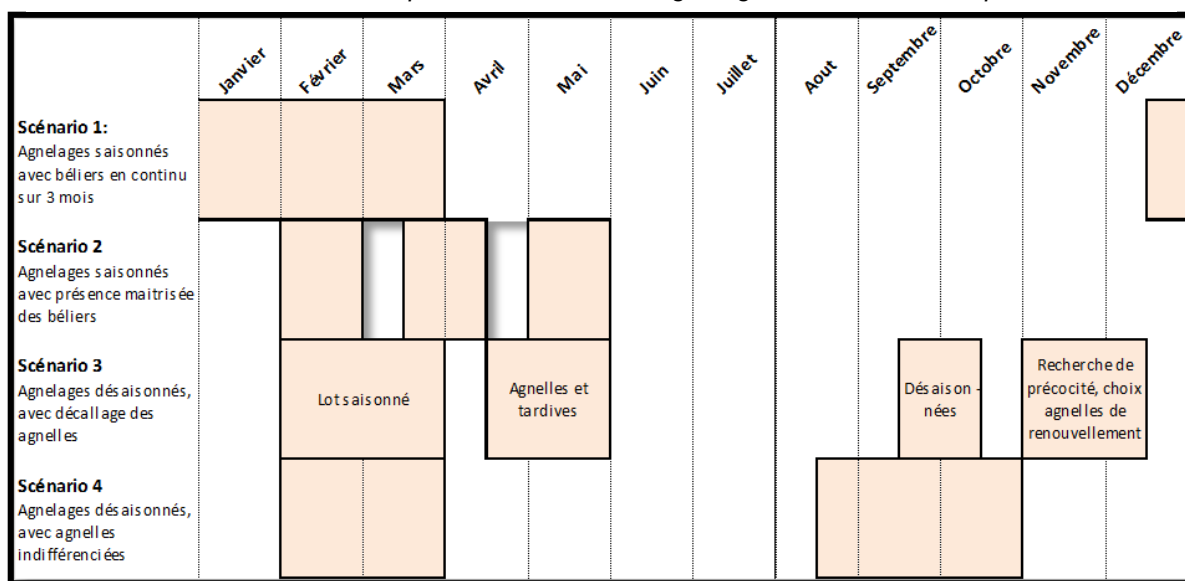 Janvier
Février
Mars
Avril
Mai
Juin
Juillet
Aout
Septembre
Octobre
Novembre
Décembre
Scénario 1:
Agnelages saisonnés
avec béliers en continu
sur 3 mois
Scénario 2
Agnelages saisonnés
avec présence maitrisée
des béliers
Scénario 3
Agnelages désaisonnés,
avec décallage des
agnelles
Lot saisonné
Agnelles et
tardives
Désaison -
nées
Recherche de
précocité, choix
agnelles de
renouvellement
Scénario 4
Agnelages désaisonnés,
avec agnelles
indifférenciées